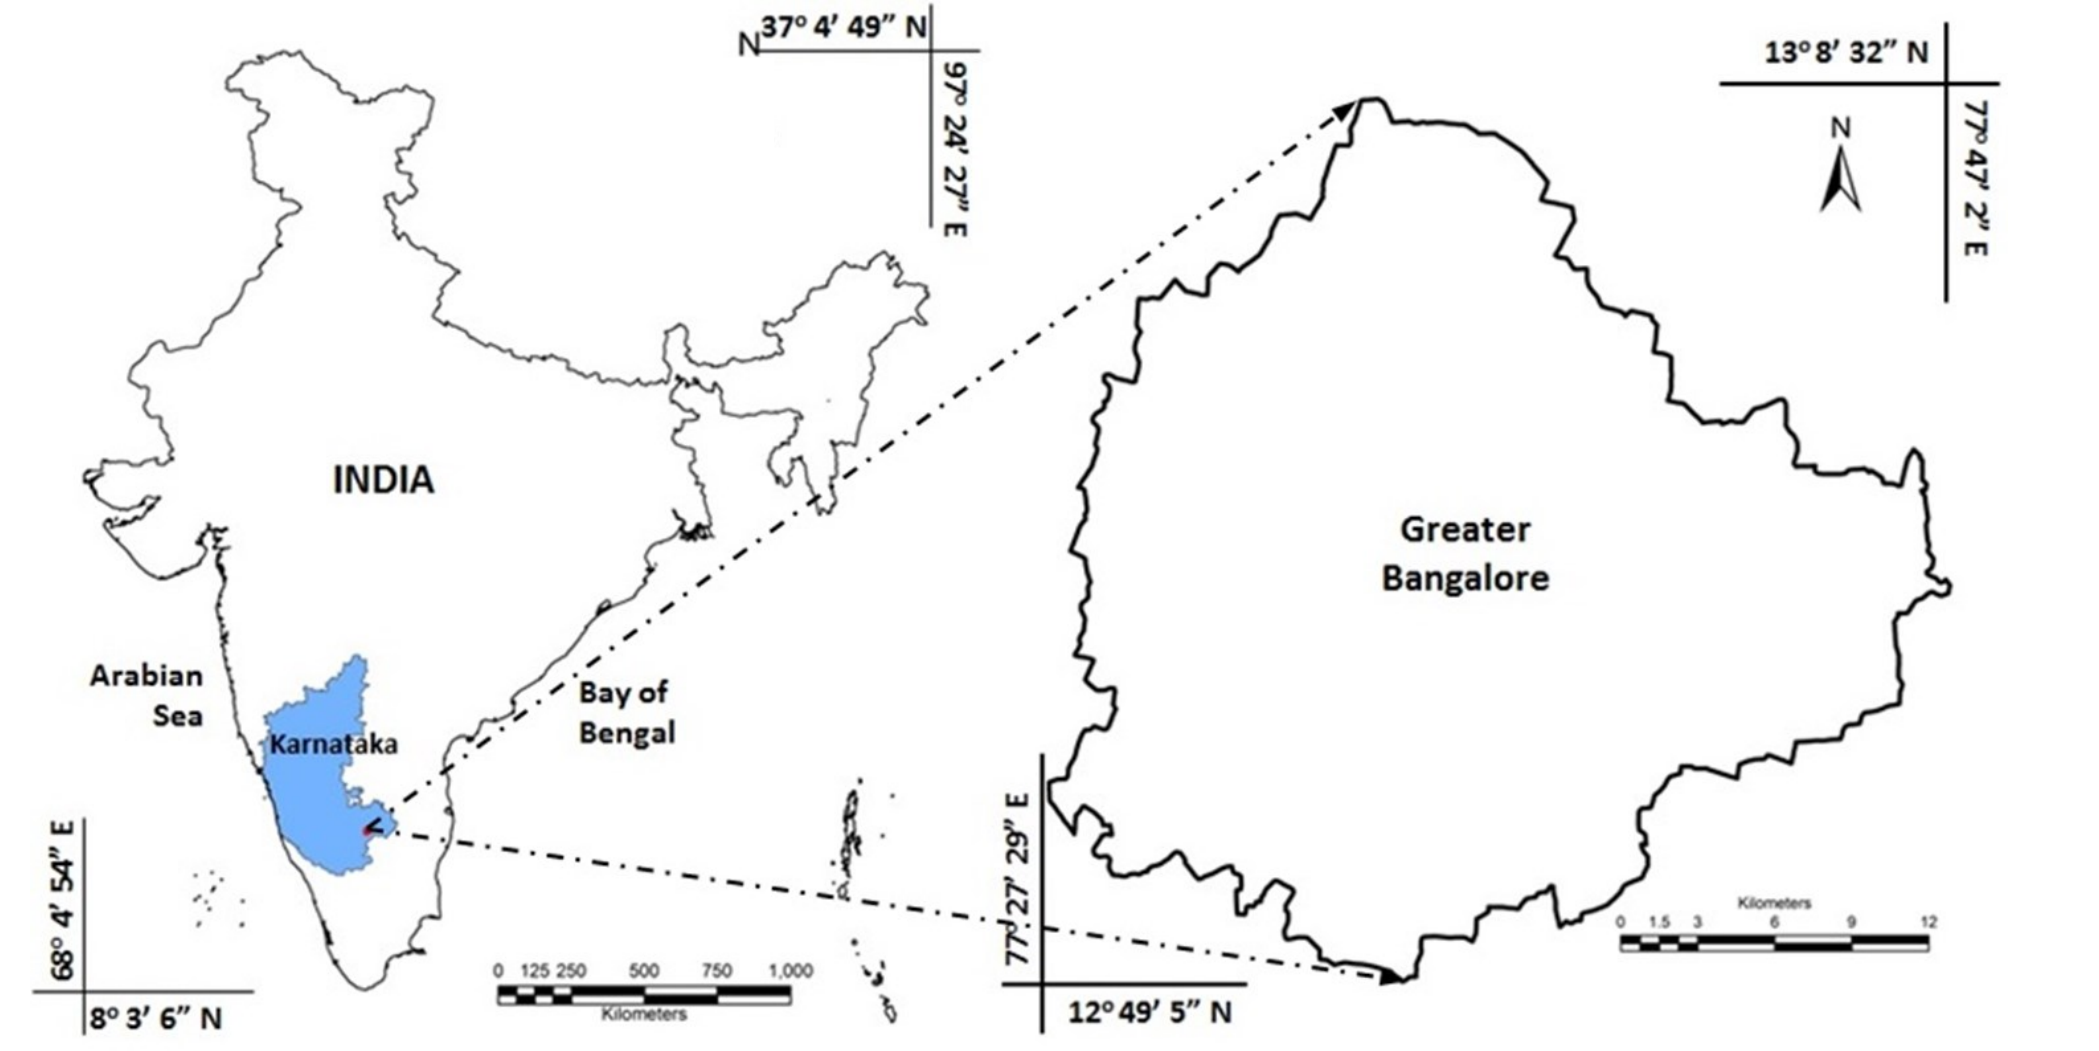 37° 4’ 49” N
N
97° 24’ 27” E
INDIA
Arabian
Sea
Karnataka
Bay of
Bengal
68° 4’ 54” E
8° 3’ 6” N
0 125 250 500 750 1,000
Kilometers
13° 8’ 32” N
77° 47’ 2” E
N
Greater
Bangalore
77° 27’ 29” E
12° 49’ 5” N
Kilometers
0 1.5 3 6 9 12